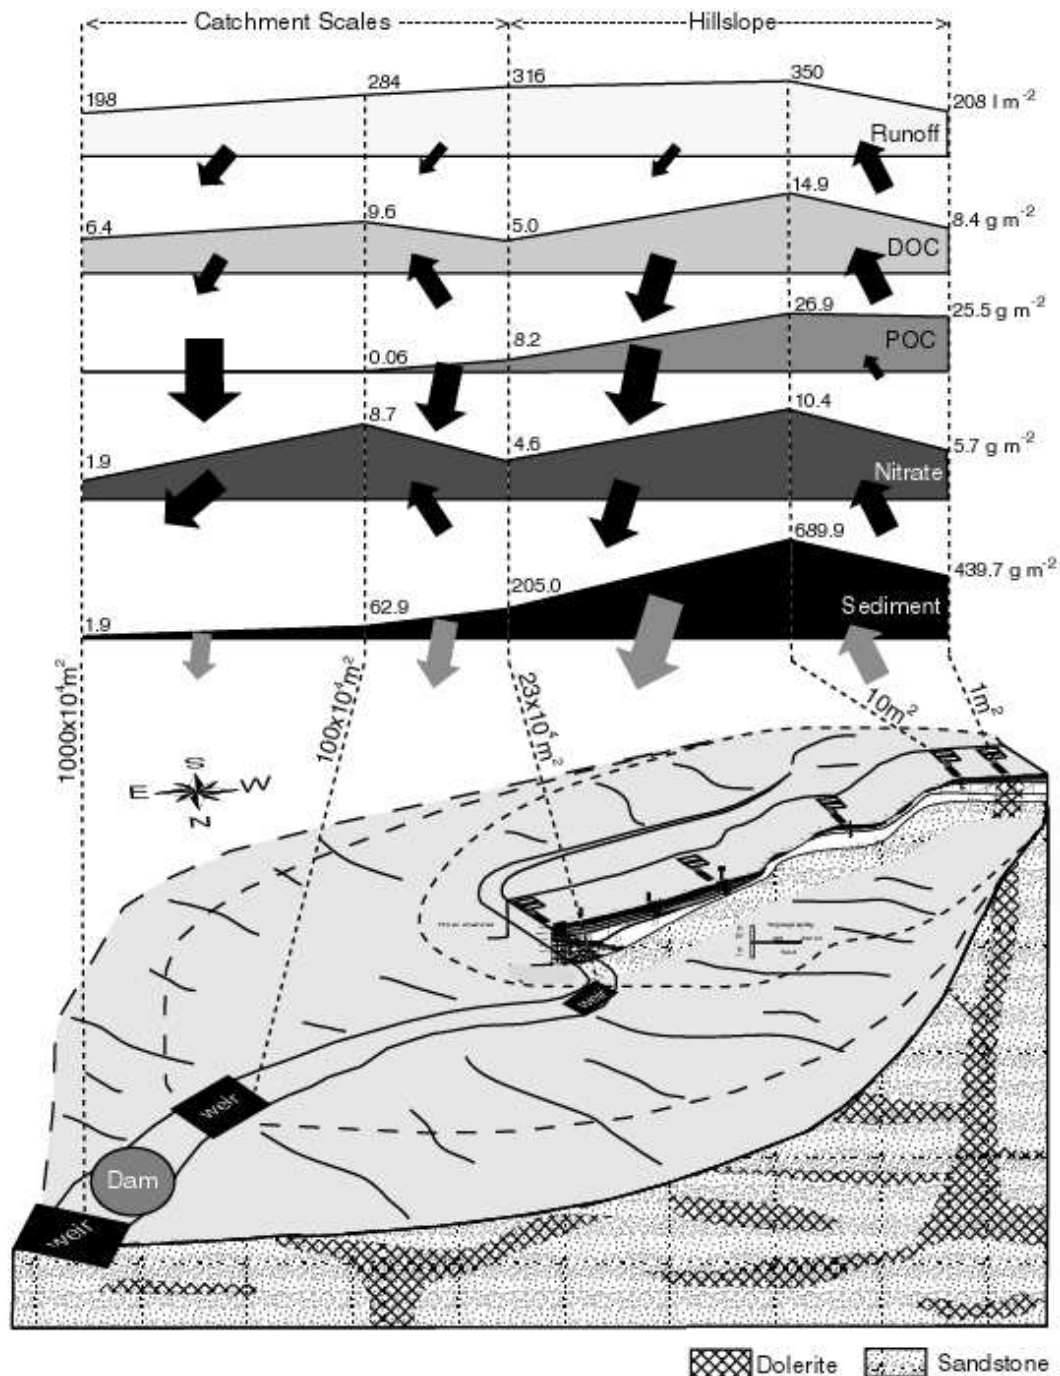 Catchment Scales
Hillslope
198
284
316
350
208 l m-2
Runoff
6.4
9.6
5.0
14.9
8.4 g m-2
DOC
0.06
8.2
26.9
25.5 g m-2
POC
1.9
8.7
4.6
10.4
5.7 g m-2
Nitrate
1.9
62.9
205.0
689.9
439.7 g m-2
Sediment
1000x10⁴m²
100x10⁴m²
23x10⁴m²
10m²
1m²
S
E
W
N
weir
weir
Dam
weir
Dolerite
Sandstone